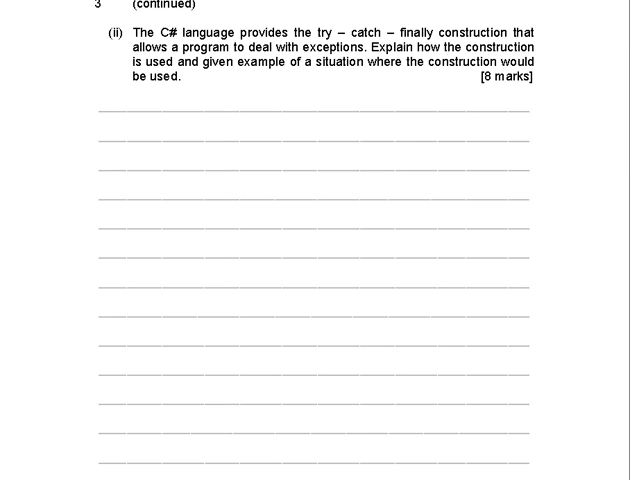 3 (continued)
(ii) The C# language provides the try – catch – finally construction that
allows a program to deal with exceptions. Explain how the construction
is used and given example of a situation where the construction would
be used. [8 marks]